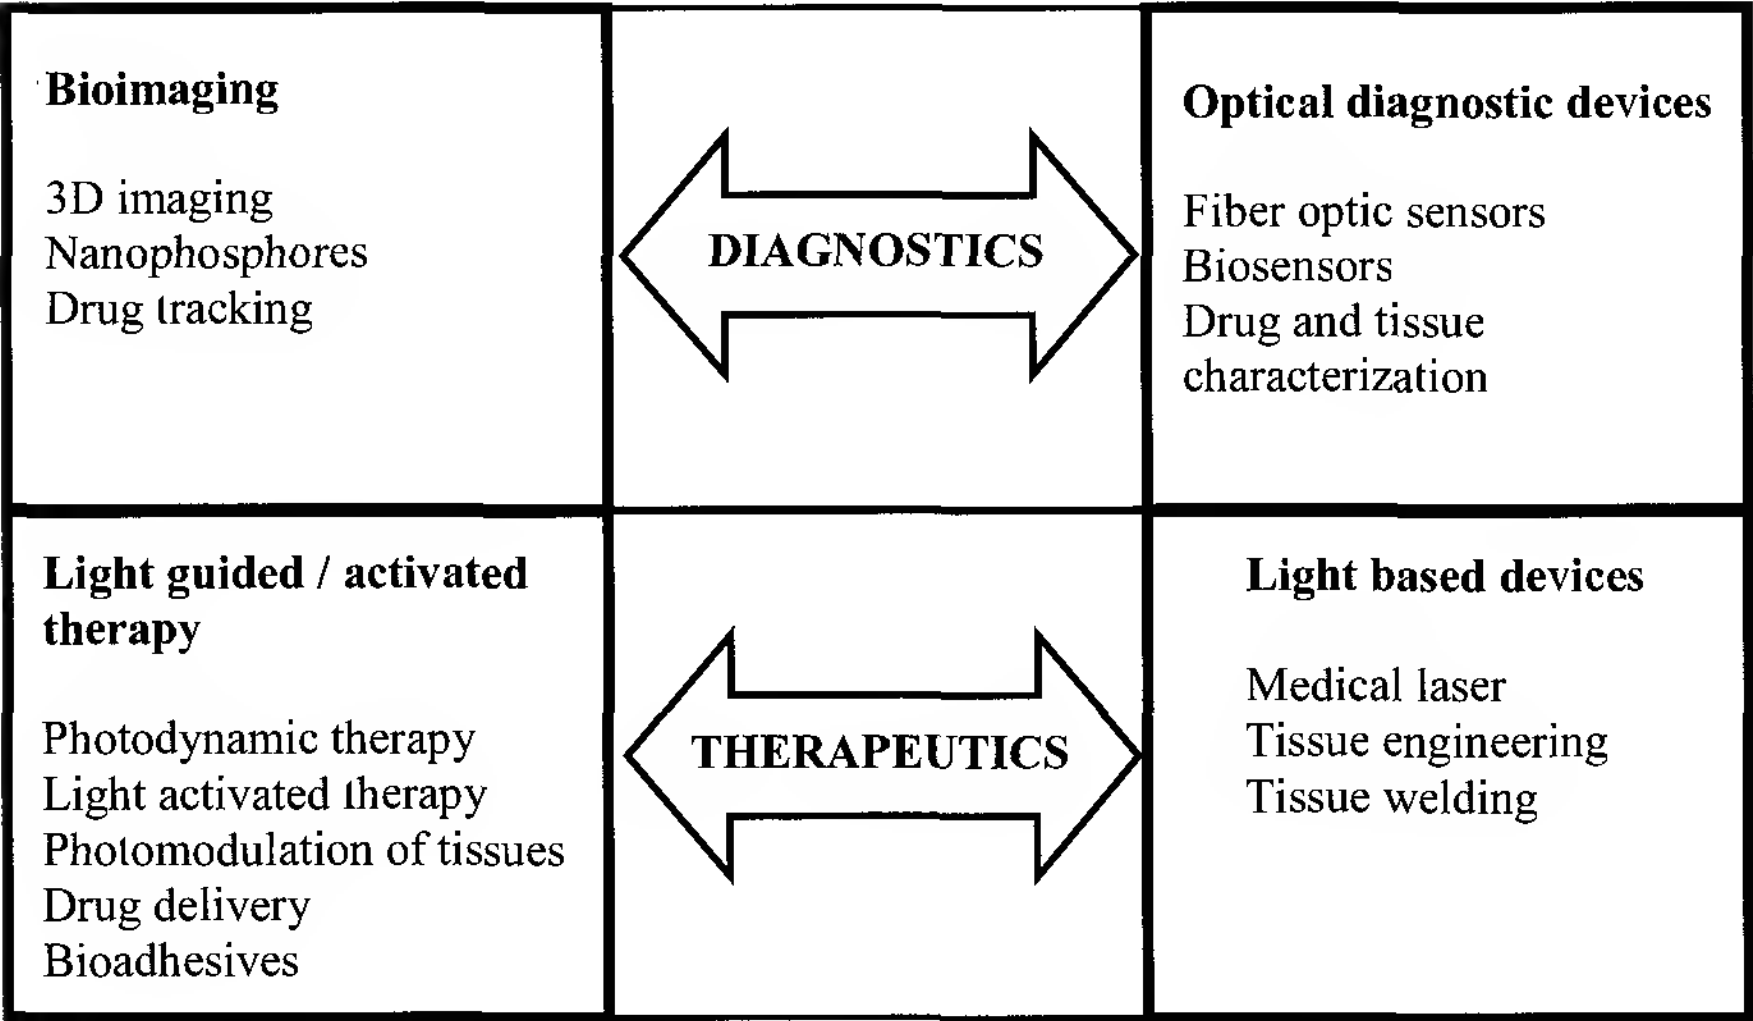 Bioimaging
3D imaging
Nanophosphores
Drug tracking
DIAGNOSTICS
Optical diagnostic devices
Fiber optic sensors
Biosensors
Drug and tissue
characterization
Light guided / activated
therapy
Photodynamic therapy
Light activated therapy
Photomodulation of tissues
Drug delivery
Bioadhesives
THERAPEUTICS
Light based devices
Medical laser
Tissue engineering
Tissue welding